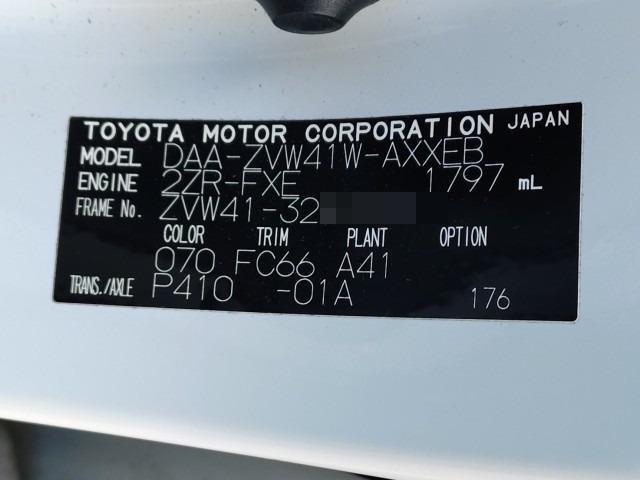 TOYOTA MOTOR CORPORATION JAPAN
MODEL DAA-ZVW41W-AXXEB
ENGINE 2ZR-FXE 1797 mL
FRAME No. ZVW41-32
COLOR TRIM PLANT OPTION
070 FC66 A41
TRANS./AXLE P410 -01A 176